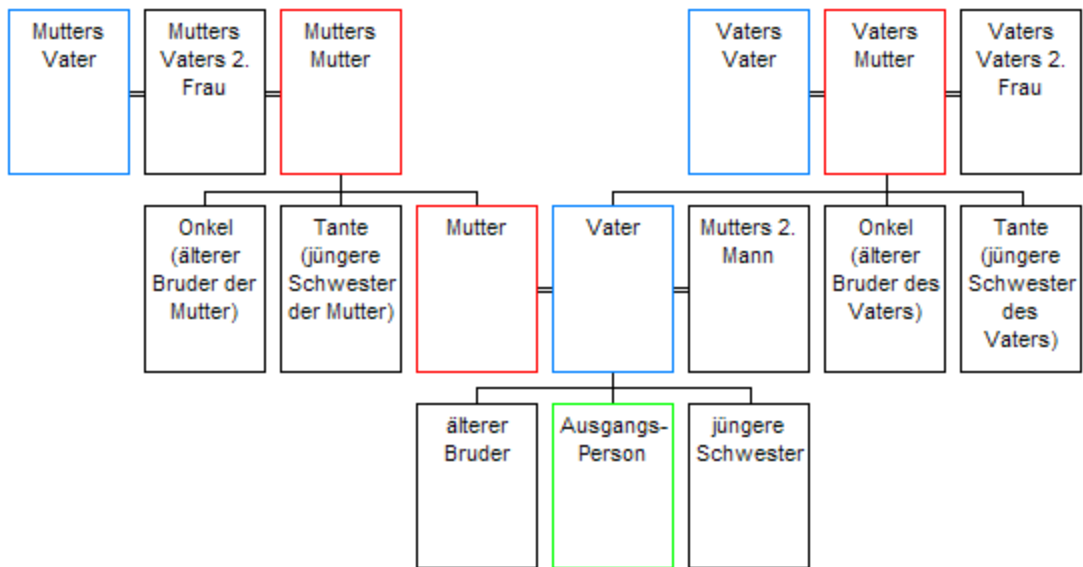 Mutters
Vater
Mutters
Vaters 2.
Frau
Mutters
Mutter
Vaters
Vater
Vaters
Mutter
Vaters
Vaters 2.
Frau
Onkel
(älterer
Bruder der
Mutter)
Tante
(jüngere
Schwester
der Mutter)
Mutter
Vater
Mutters 2.
Mann
Onkel
(älterer
Bruder des
Vaters)
Tante
(jüngere
Schwester
des
Vaters)
älterer
Bruder
Ausgangs-
Person
jüngere
Schwester